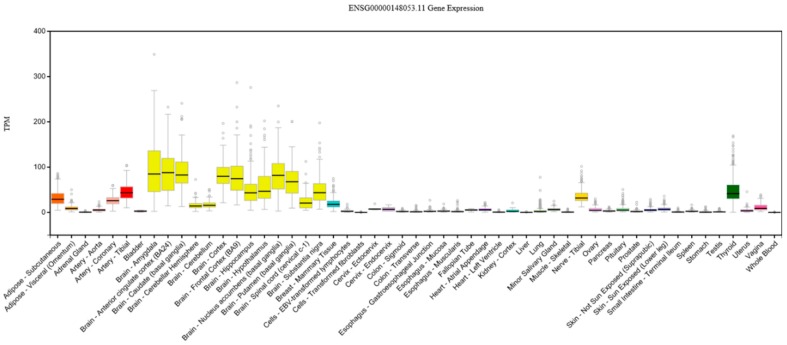 ENSG00000148053.11 Gene Expression
400
300
200
100
0
TPM
Adipose - Subcutaneous
Adipose - Visceral (Omentum)
Adrenal Gland
Artery - Aorta
Artery - Coronary
Artery - Tibial
Brain - Amygdala
Brain - Anterior cingulate cortex (BA24)
Brain - Caudate (basal ganglia)
Brain - Cerebellar Hemisphere
Brain - Cerebellum
Brain - Cortex
Brain - Frontal Cortex (BA9)
Brain - Hippocampus
Brain - Hypothalamus
Brain - Nucleus accumbens (basal ganglia)
Brain - Putamen (basal ganglia)
Brain - Spinal cord (cervical c-1)
Brain - Substantia nigra
Breast - Mammary Tissue
Cells - EBV-transformed lymphocytes
Cells - Transformed fibroblasts
Cervix - Ectocervix
Cervix - Endocervix
Colon - Sigmoid
Colon - Transverse
Esophagus - Gastroesophageal Junction
Esophagus - Mucosa
Esophagus - Muscularis
Fallopian Tube
Heart - Atrial Appendage
Heart - Left Ventricle
Kidney - Cortex
Liver
Lung
Minor Salivary Gland
Muscle - Skeletal
Nerve - Tibial
Ovary
Pancreas
Pituitary
Prostate
Skin - Not Sun Exposed (Suprapubic)
Skin - Sun Exposed (Lower leg)
Small Intestine - Terminal Ileum
Spleen
Stomach
Testis
Thyroid
Uterus
Vagina
Whole Blood